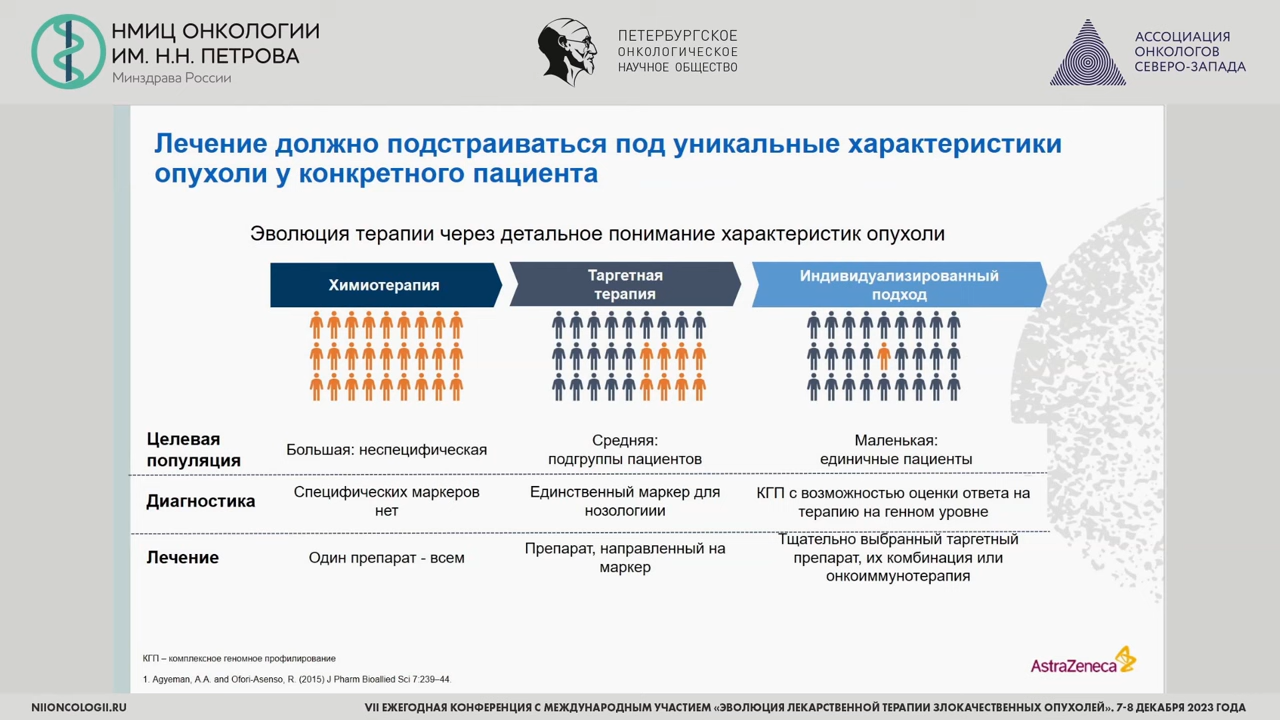 НМИЦ ОНКОЛОГИИ
ИМ. Н.Н. ПЕТРОВА
Минздрава России
ПЕТЕРБУРГСКОЕ
ОНКОЛОГИЧЕСКОЕ
НАУЧНОЕ ОБЩЕСТВО
АССОЦИАЦИЯ
ОНКОЛОГОВ
СЕВЕРО-ЗАПАДА
Лечение должно подстраиваться под уникальные характеристики
опухоли у конкретного пациента
Эволюция терапии через детальное понимание характеристик опухоли
Химиотерапия
Таргетная
терапия
Индивидуализированный
подход
Целевая
популяция
Большая: неспецифическая
Средняя:
подгруппы пациентов
Маленькая:
единичные пациенты
Диагностика
Специфических маркеров
нет
Единственный маркер для
нозологиии
КГП с возможностью оценки ответа на
терапию на генном уровне
Лечение
Один препарат - всем
Препарат, направленный на
маркер
Тщательно выбранный таргетный
препарат, их комбинация или
онкоиммунотерапия
КГП – комплексное геномное профилирование
1. Agyeman, A.A. and Ofori-Asenso, R. (2015) J Pharm Bioallied Sci 7:239–44.
AstraZeneca
NIIONCOLOGII.RU
VII ЕЖЕГОДНАЯ КОНФЕРЕНЦИЯ С МЕЖДУНАРОДНЫМ УЧАСТИЕМ «ЭВОЛЮЦИЯ ЛЕКАРСТВЕННОЙ ТЕРАПИИ ЗЛОКАЧЕСТВЕННЫХ ОПУХОЛЕЙ». 7-8 ДЕКАБРЯ 2023 ГОДА